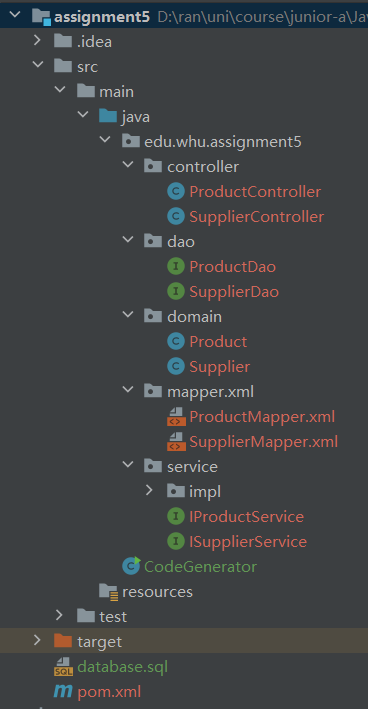 assignment5 D:\ran\uni\course\junior-a\Ja
.idea
src
main
java
edu.whu.assignment5
controller
ProductController
SupplierController
dao
ProductDao
SupplierDao
domain
Product
Supplier
mapper.xml
ProductMapper.xml
SupplierMapper.xml
service
impl
IProductService
ISupplierService
CodeGenerator
resources
test
target
database.sql
pom.xml